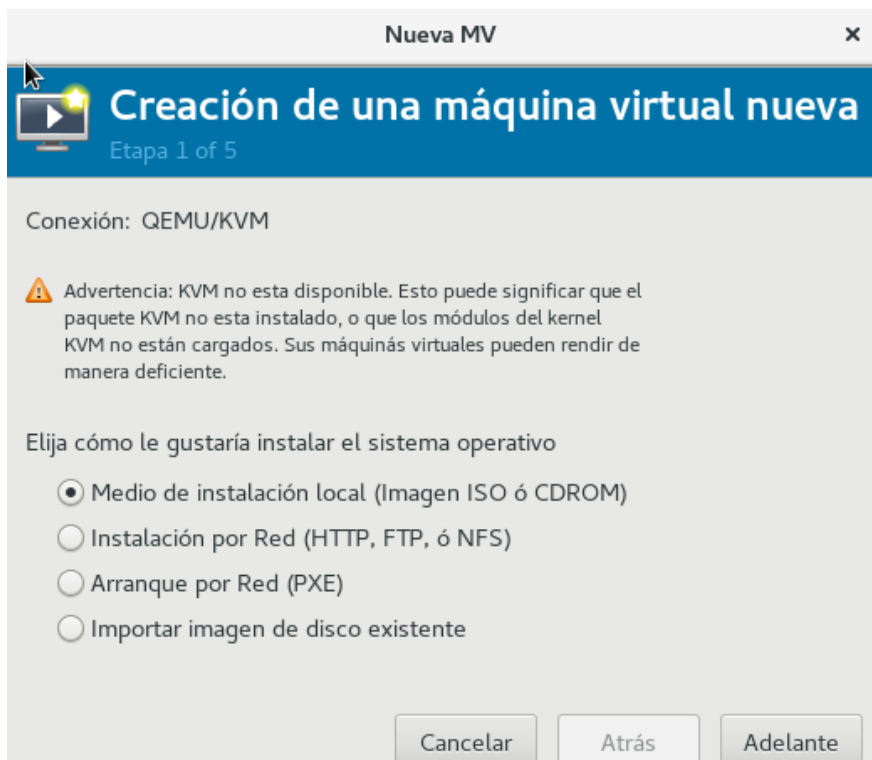 Nueva MV
Creación de una máquina virtual nueva
Etapa 1 of 5
Conexión: QEMU/KVM
Advertencia: KVM no esta disponible. Esto puede significar que el
paquete KVM no esta instalado, o que los módulos del kernel
KVM no están cargados. Sus máquinás virtuales pueden rendir de
manera deficiente.
Elija cómo le gustaría instalar el sistema operativo
Medio de instalación local (Imagen ISO ó CDROM)
Instalación por Red (HTTP, FTP, ó NFS)
Arranque por Red (PXE)
Importar imagen de disco existente
Cancelar Atrás Adelante